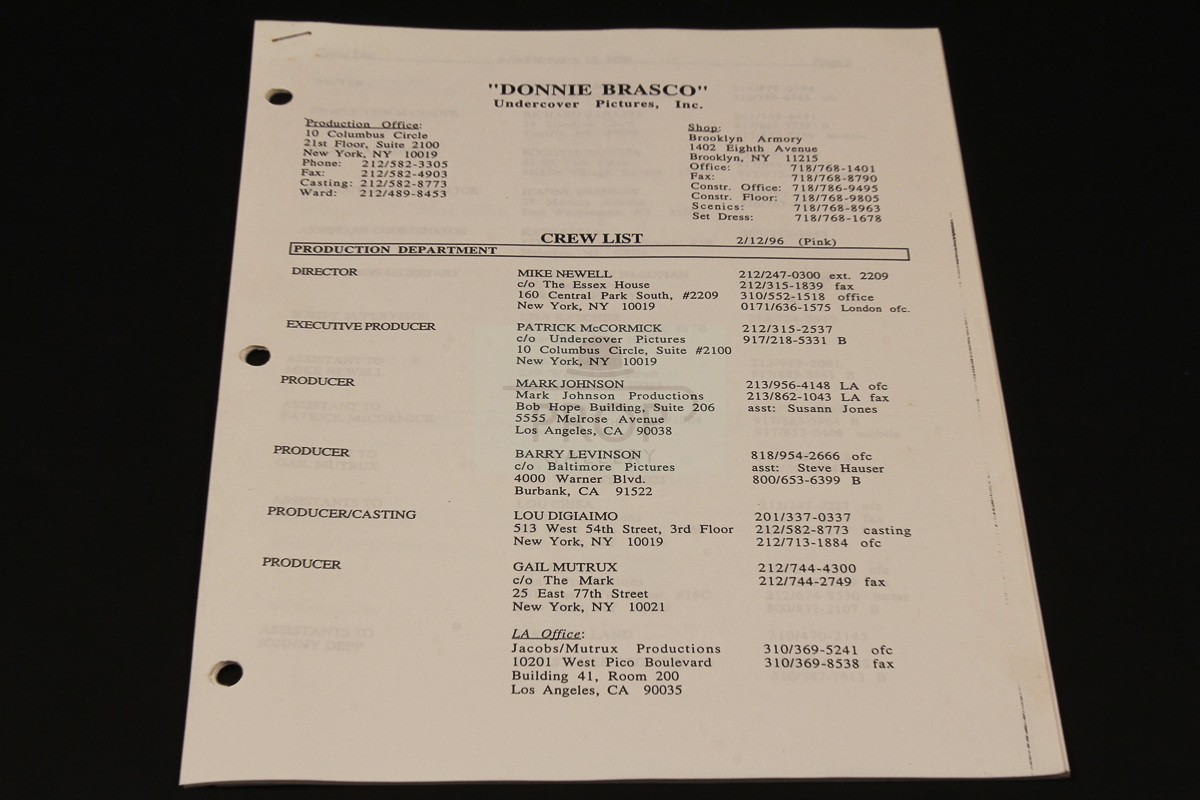 "DONNIE BRASCO"
Undercover Pictures, Inc.
Production Office:
10 Columbus Circle
21st Floor, Suite 2100
New York, NY 10019
Phone: 212/582-3305
Fax: 212/582-4903
Casting: 212/582-8773
Ward: 212/489-8453
Shop:
Brooklyn Armory
1402 Eighth Avenue
Brooklyn, NY 11215
Office: 718/768-1401
Fax: 718/768-8790
Constr. Office: 718/786-9495
Constr. Floor: 718/768-9805
Scenics: 718/768-8963
Set Dress: 718/768-1678
CREW LIST 2/12/96 (Pink)
PRODUCTION DEPARTMENT
DIRECTOR MIKE NEWELL 212/247-0300 ext. 2209
c/o The Essex House 212/315-1839 fax
160 Central Park South, #2209 310/552-1518 office
New York, NY 10019 0171/636-1575 London ofc.
EXECUTIVE PRODUCER PATRICK McCORMICK 212/315-2537
c/o Undercover Pictures 917/218-5331 B
10 Columbus Circle, Suite #2100
New York, NY 10019
PRODUCER MARK JOHNSON 213/956-4148 LA ofc
Mark Johnson Productions 213/862-1043 LA fax
Bob Hope Building, Suite 206 asst: Susann Jones
5555 Melrose Avenue
Los Angeles, CA 90038
PRODUCER BARRY LEVINSON 818/954-2666 ofc
c/o Baltimore Pictures asst: Steve Hauser
4000 Warner Blvd. 800/653-6399 B
Burbank, CA 91522
PRODUCER/CASTING LOU DIGIAIMO 201/337-0337
513 West 54th Street, 3rd Floor 212/582-8773 casting
New York, NY 10019 212/713-1884 ofc
PRODUCER GAIL MUTRUX 212/744-4300
c/o The Mark 212/744-2749 fax
25 East 77th Street
New York, NY 10021
LA Office:
Jacobs/Mutrux Productions 310/369-5241 ofc
10201 West Pico Boulevard 310/369-8538 fax
Building 41, Room 200
Los Angeles, CA 90035
PROP